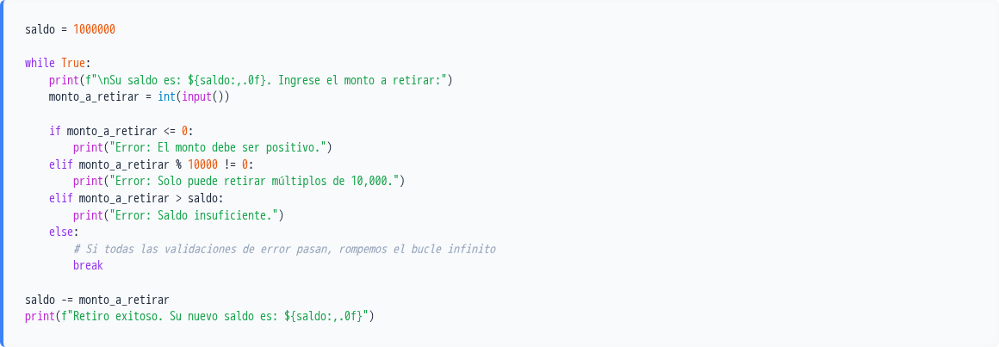 saldo = 1000000

while True:
    print(f"\nSu saldo es: ${saldo:,.0f}. Ingrese el monto a retirar:")
    monto_a_retirar = int(input())

    if monto_a_retirar <= 0:
        print("Error: El monto debe ser positivo.")
    elif monto_a_retirar % 10000 != 0:
        print("Error: Solo puede retirar múltiplos de 10,000.")
    elif monto_a_retirar > saldo:
        print("Error: Saldo insuficiente.")
    else:
        # Si todas las validaciones de error pasan, rompemos el bucle infinito
        break

saldo -= monto_a_retirar
print(f"Retiro exitoso. Su nuevo saldo es: ${saldo:,.0f}")